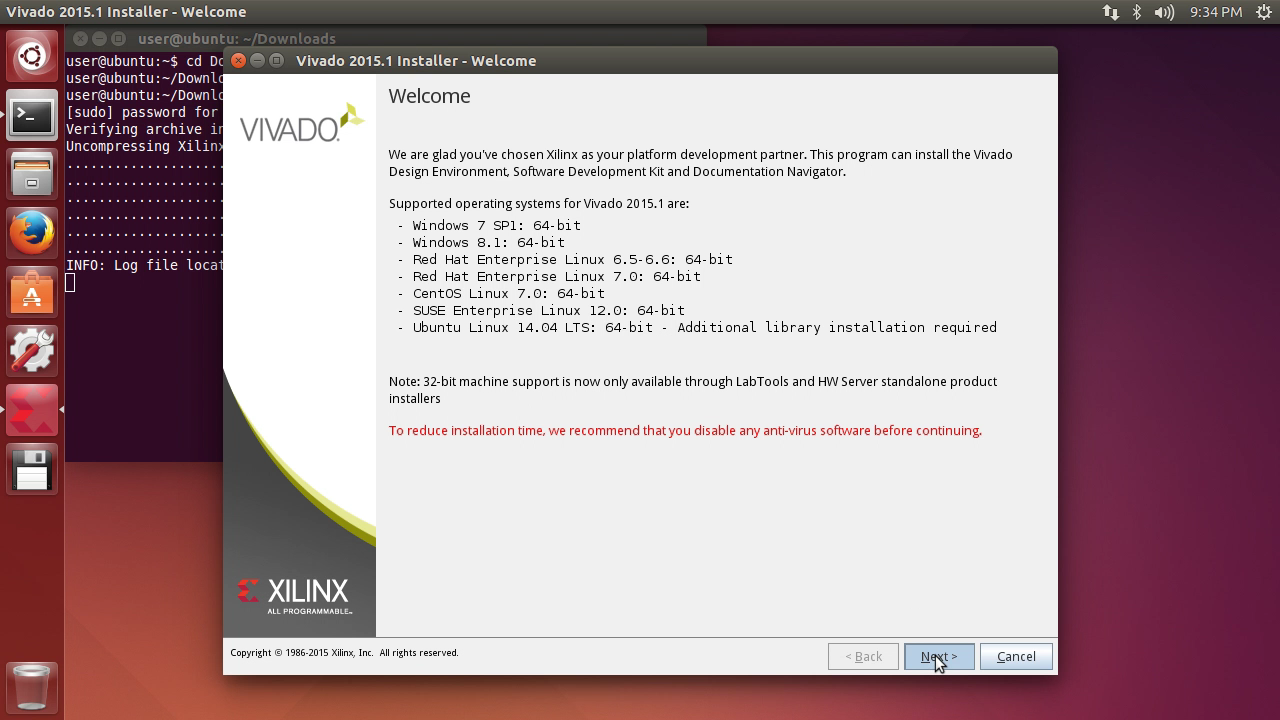 Vivado 2015.1 Installer - Welcome
9:34 PM
user@ubuntu: ~/Downloads
user@ubuntu:~$ cd Do
user@ubuntu:~/Downlo
user@ubuntu:~/Downlo
[sudo] password for
Verifying archive in
Uncompressing Xilinx
....................
....................
....................
....................
....................
....................
INFO: Log file locat
Vivado 2015.1 Installer - Welcome
VIVADO.
Welcome
We are glad you've chosen Xilinx as your platform development partner. This program can install the Vivado
Design Environment, Software Development Kit and Documentation Navigator.
Supported operating systems for Vivado 2015.1 are:
- Windows 7 SP1: 64-bit
- Windows 8.1: 64-bit
- Red Hat Enterprise Linux 6.5-6.6: 64-bit
- Red Hat Enterprise Linux 7.0: 64-bit
- CentOS Linux 7.0: 64-bit
- SUSE Enterprise Linux 12.0: 64-bit
- Ubuntu Linux 14.04 LTS: 64-bit - Additional library installation required
Note: 32-bit machine support is now only available through LabTools and HW Server standalone product
installers
To reduce installation time, we recommend that you disable any anti-virus software before continuing.
XILINX
ALL PROGRAMMABLE™
Copyright © 1986-2015 Xilinx, Inc. All rights reserved.
< Back
Next >
Cancel